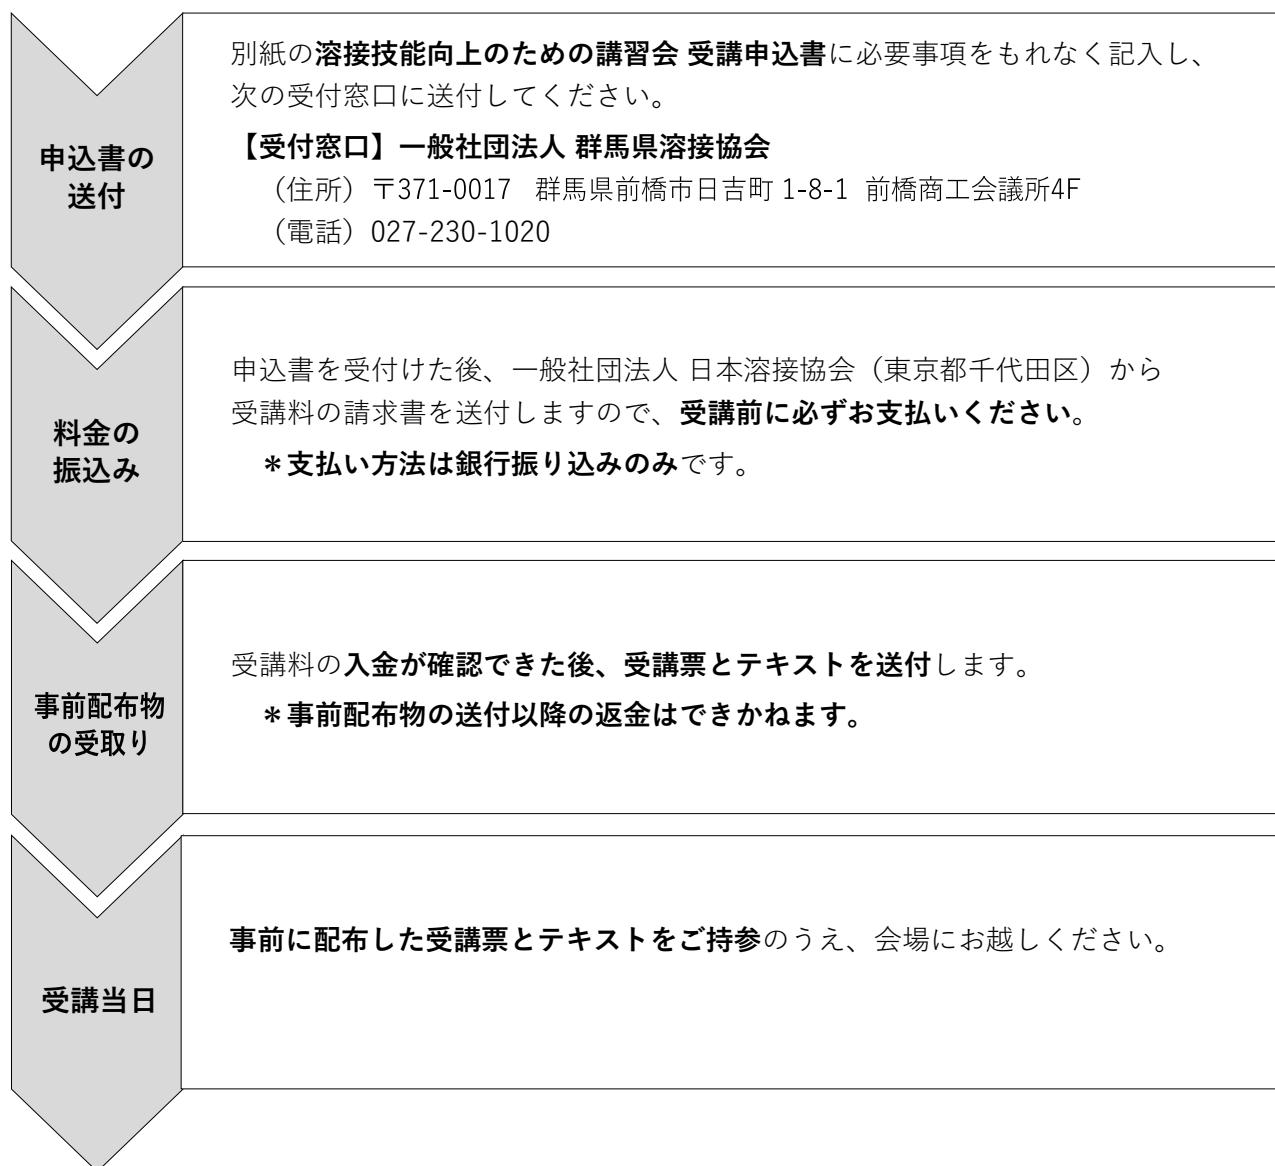 申込書の
送付
別紙の溶接技能向上のための講習会 受講申込書に必要事項をもれなく記入し、
次の受付窓口に送付してください。
【受付窓口】一般社団法人 群馬県溶接協会
（住所）〒371-0017 群馬県前橋市日吉町 1-8-1 前橋商工会議所4F
（電話）027-230-1020
料金の
振込み
申込書を受付けた後、一般社団法人 日本溶接協会（東京都千代田区）から
受講料の請求書を送付しますので、受講前に必ずお支払いください。
＊支払い方法は銀行振り込みのみです。
事前配布物
の受取り
受講料の入金が確認できた後、受講票とテキストを送付します。
＊事前配布物の送付以降の返金はできかねます。
受講当日
事前に配布した受講票とテキストをご持参のうえ、会場にお越しください。